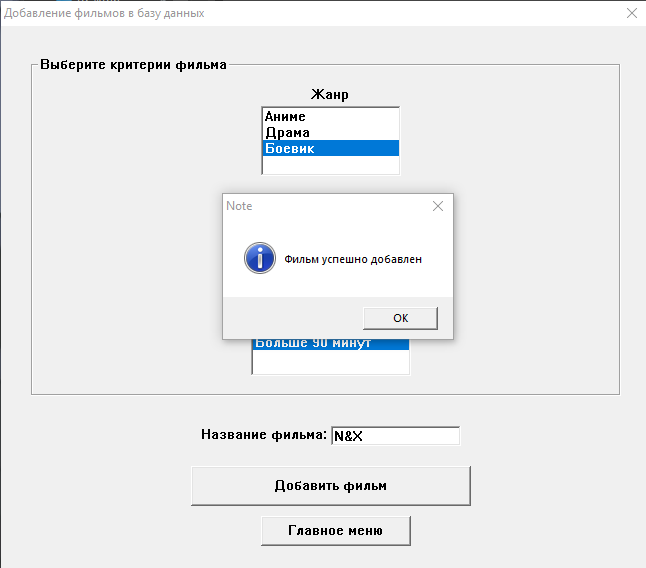 Добавление фильмов в базу данных
Выберите критерии фильма
Жанр
Аниме
Драма
Боевик
Note
Фильм успешно добавлен
OK
Больше 90 минут
Название фильма: N&X
Добавить фильм
Главное меню